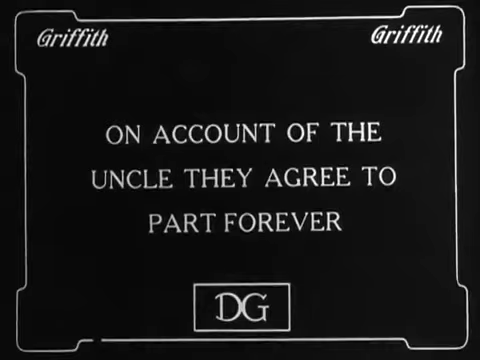 Griffith Griffith
ON ACCOUNT OF THE
UNCLE THEY AGREE TO
PART FOREVER
DG